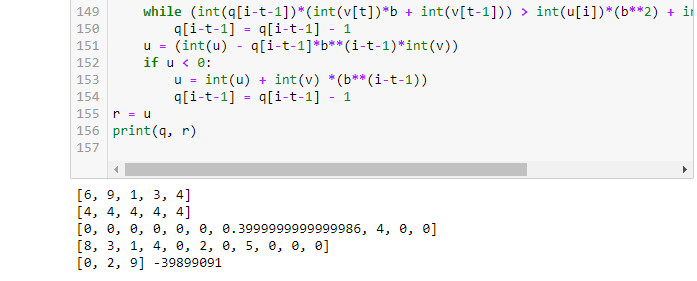 149 while (int(q[i-t-1])*(int(v[t])*b + int(v[t-1])) > int(u[i])*(b**2) + in
150 q[i-t-1] = q[i-t-1] - 1
151 u = (int(u) - q[i-t-1]*b**(i-t-1)*int(v))
152 if u < 0:
153 u = int(u) + int(v) *(b**(i-t-1))
154 q[i-t-1] = q[i-t-1] - 1
155 r = u
156 print(q, r)
157
[6, 9, 1, 3, 4]
[4, 4, 4, 4, 4]
[0, 0, 0, 0, 0, 0, 0.3999999999999986, 4, 0, 0]
[8, 3, 1, 4, 0, 2, 0, 5, 0, 0, 0]
[0, 2, 9] -39899091